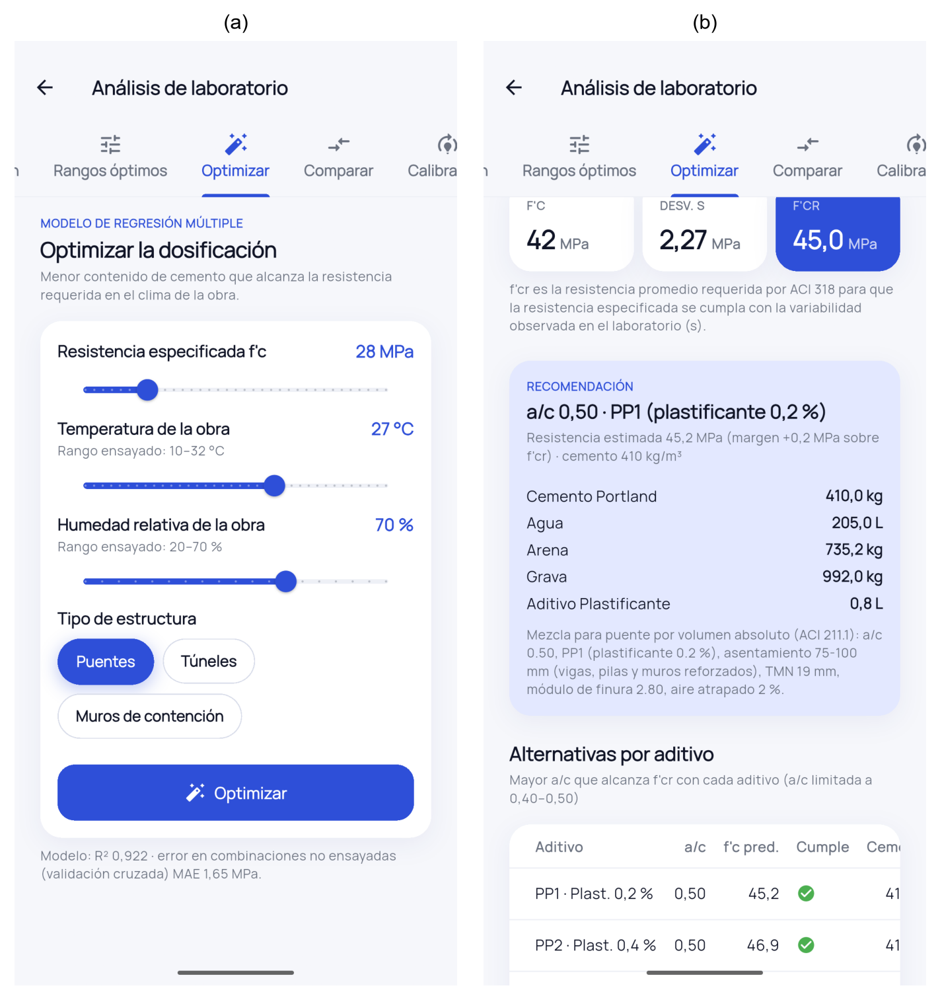 (a)
Análisis de laboratorio
n
Rangos óptimos
Optimizar
Comparar
Calibra
MODELO DE REGRESIÓN MÚLTIPLE
Optimizar la dosificación
Menor contenido de cemento que alcanza la resistencia
requerida en el clima de la obra.
Resistencia especificada f'c 28 MPa
Temperatura de la obra 27 °C
Rango ensayado: 10–32 °C
Humedad relativa de la obra 70 %
Rango ensayado: 20–70 %
Tipo de estructura
Puentes
Túneles
Muros de contención
Optimizar
Modelo: R² 0,922 · error en combinaciones no ensayadas
(validación cruzada) MAE 1,65 MPa.
(b)
Análisis de laboratorio
n
Rangos óptimos
Optimizar
Comparar
Calibra
F'C
42 MPa
DESV. S
2,27 MPa
F'CR
45,0 MPa
f'cr es la resistencia promedio requerida por ACI 318 para que
la resistencia especificada se cumpla con la variabilidad
observada en el laboratorio (s).
RECOMENDACIÓN
a/c 0,50 · PP1 (plastificante 0,2 %)
Resistencia estimada 45,2 MPa (margen +0,2 MPa sobre
f'cr) · cemento 410 kg/m³
Cemento Portland 410,0 kg
Agua 205,0 L
Arena 735,2 kg
Grava 992,0 kg
Aditivo Plastificante 0,8 L
Mezcla para puente por volumen absoluto (ACI 211.1): a/c
0.50, PP1 (plastificante 0.2 %), asentamiento 75-100
mm (vigas, pilas y muros reforzados), TMN 19 mm,
módulo de finura 2.80, aire atrapado 2 %.
Alternativas por aditivo
Mayor a/c que alcanza f'cr con cada aditivo (a/c limitada a
0,40–0,50)
Aditivo a/c f'c pred. Cumple Ceme
PP1 · Plast. 0,2 % 0,50 45,2 41
PP2 · Plast. 0,4 % 0,50 46,9 41